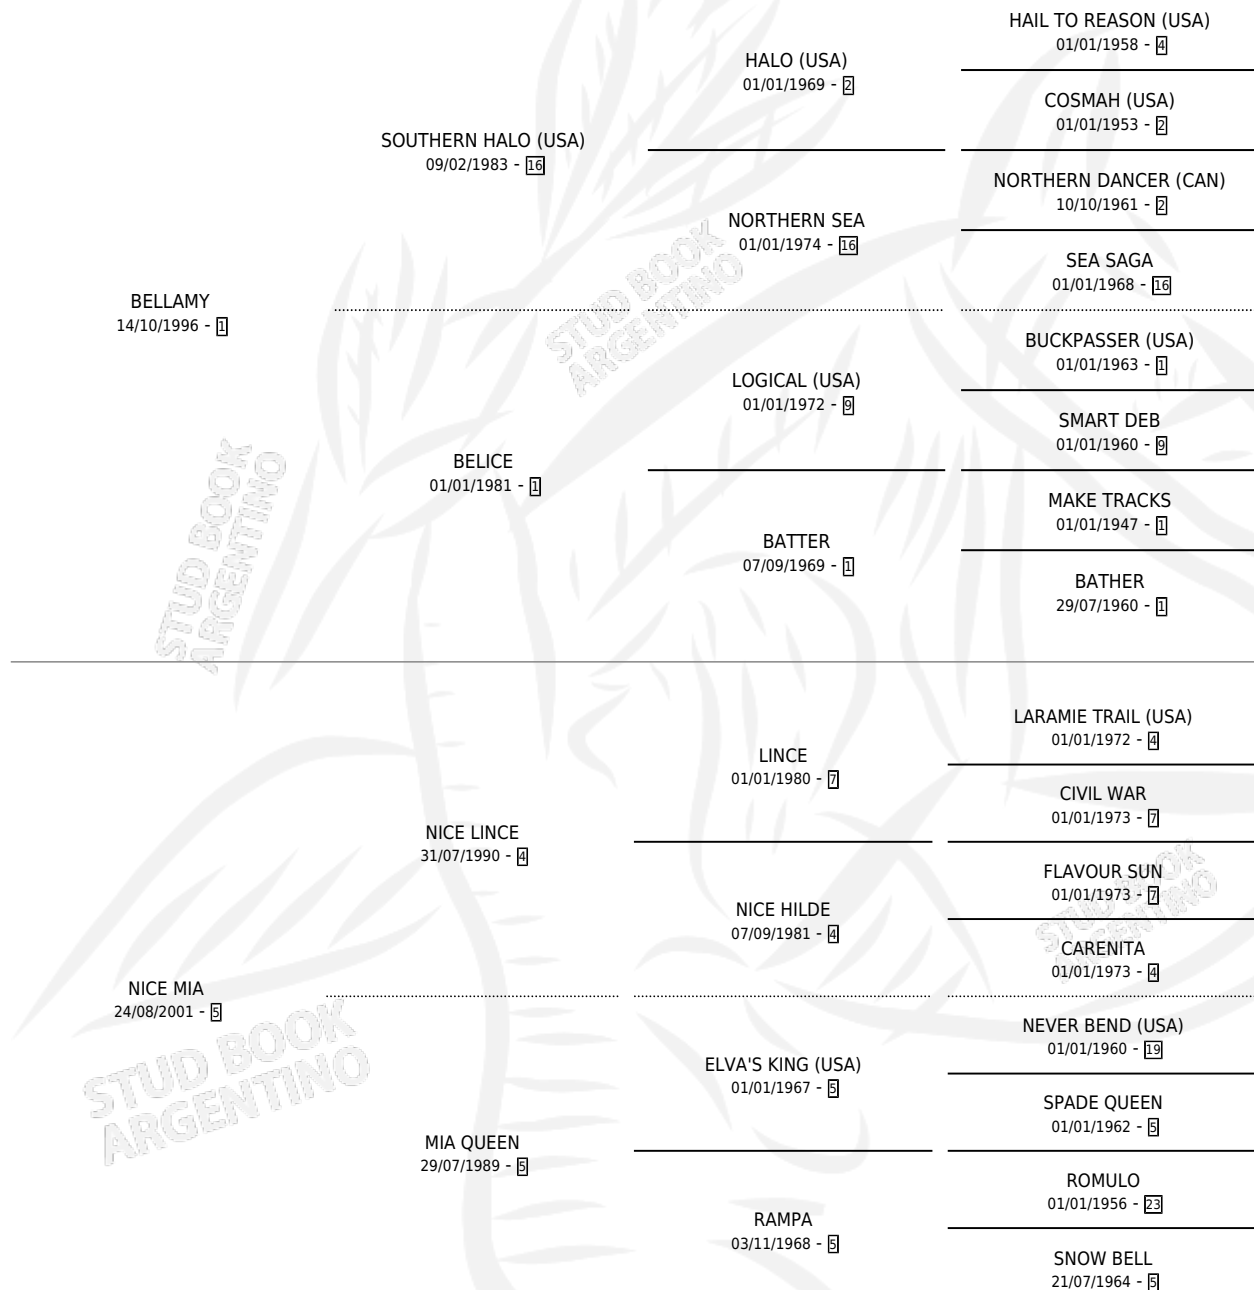 HAIL TO REASON (USA)
01/01/1958 - 4
HALO (USA)
01/01/1969 - 2
COSMAH (USA)
01/01/1953 - 2
SOUTHERN HALO (USA)
09/02/1983 - 16
NORTHERN DANCER (CAN)
10/10/1961 - 2
NORTHERN SEA
01/01/1974 - 16
SEA SAGA
01/01/1968 - 16
BELLAMY
14/10/1996 - 1
STUD BOOK
ARGENTINO
BUCKPASSER (USA)
01/01/1963 - 1
LOGICAL (USA)
01/01/1972 - 9
SMART DEB
01/01/1960 - 9
BELICE
01/01/1981 - 1
STUD BOOK
ARGENTINO
MAKE TRACKS
01/01/1947 - 1
BATTER
07/09/1969 - 1
BATHER
29/07/1960 - 1
LARAMIE TRAIL (USA)
01/01/1972 - 4
LINCE
01/01/1980 - 7
CIVIL WAR
01/01/1973 - 7
NICE LINCE
31/07/1990 - 4
FLAVOUR SUN
01/01/1973 - 7
STUD BOOK
ARGENTINO
NICE HILDE
07/09/1981 - 4
CARENITA
01/01/1973 - 4
NICE MIA
24/08/2001 - 5
STUD BOOK
ARGENTINO
NEVER BEND (USA)
01/01/1960 - 19
ELVA'S KING (USA)
01/01/1967 - 5
SPADE QUEEN
01/01/1962 - 5
MIA QUEEN
29/07/1989 - 5
ROMULO
01/01/1956 - 23
RAMPA
03/11/1968 - 5
SNOW BELL
21/07/1964 - 5